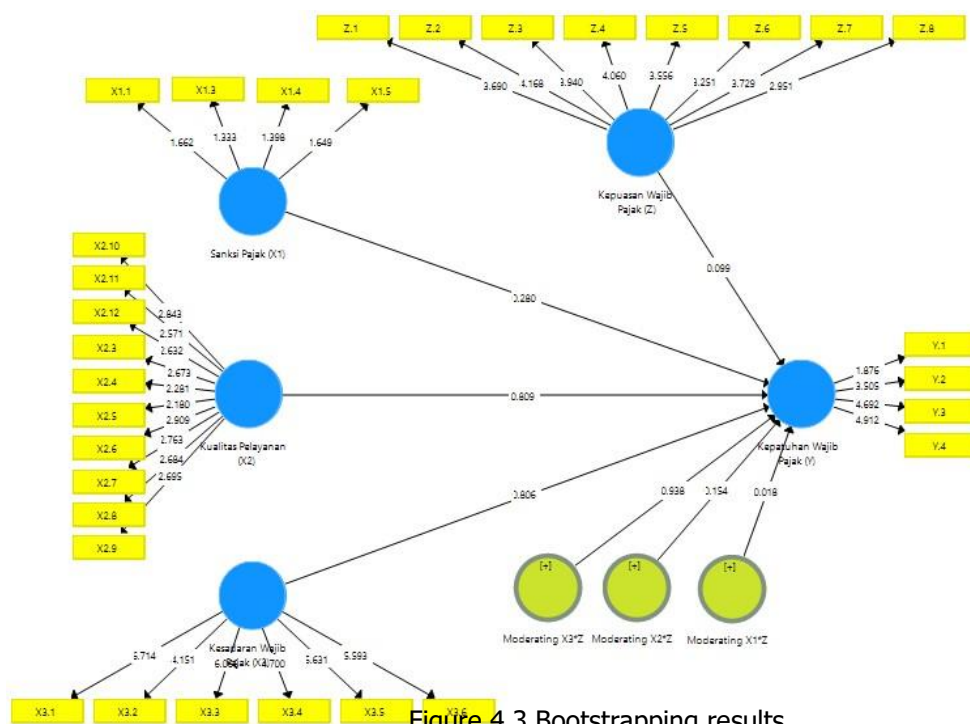 Z.1 Z.2 Z.3 Z.4 Z.5 Z.6 Z.7 Z.8
3.690 4.168 3.940 4.060 3.556 3.251 3.729 2.951
X1.1 X1.3 X1.4 X1.5
1.662 1.333 1.398 1.649
Kepuasan Wajib
Pajak (Z)
Sanksi Pajak (X1)
0.099
0.280
X2.10
X2.11
X2.12
X2.3
X2.4
X2.5
X2.6
X2.7
X2.8
X2.9
2.843
2.571
2.632
2.673
2.281
2.180
2.909
2.763
2.684
2.695
Kualitas Pelayanan
(X2)
0.809
Y.1
Y.2
Y.3
Y.4
1.876
3.505
4.692
4.912
Kepatuhan Wajib
Pajak (Y)
0.806
0.938 0.154 0.018
[+] [+] [+]
Moderating X3*Z Moderating X2*Z Moderating X1*Z
Kesadaran Wajib
Pajak (X3)
4.151 5.593
X3.1 X3.2 X3.3 X3.4 X3.5 X3.6
Figure 4.3 Bootstrapping results